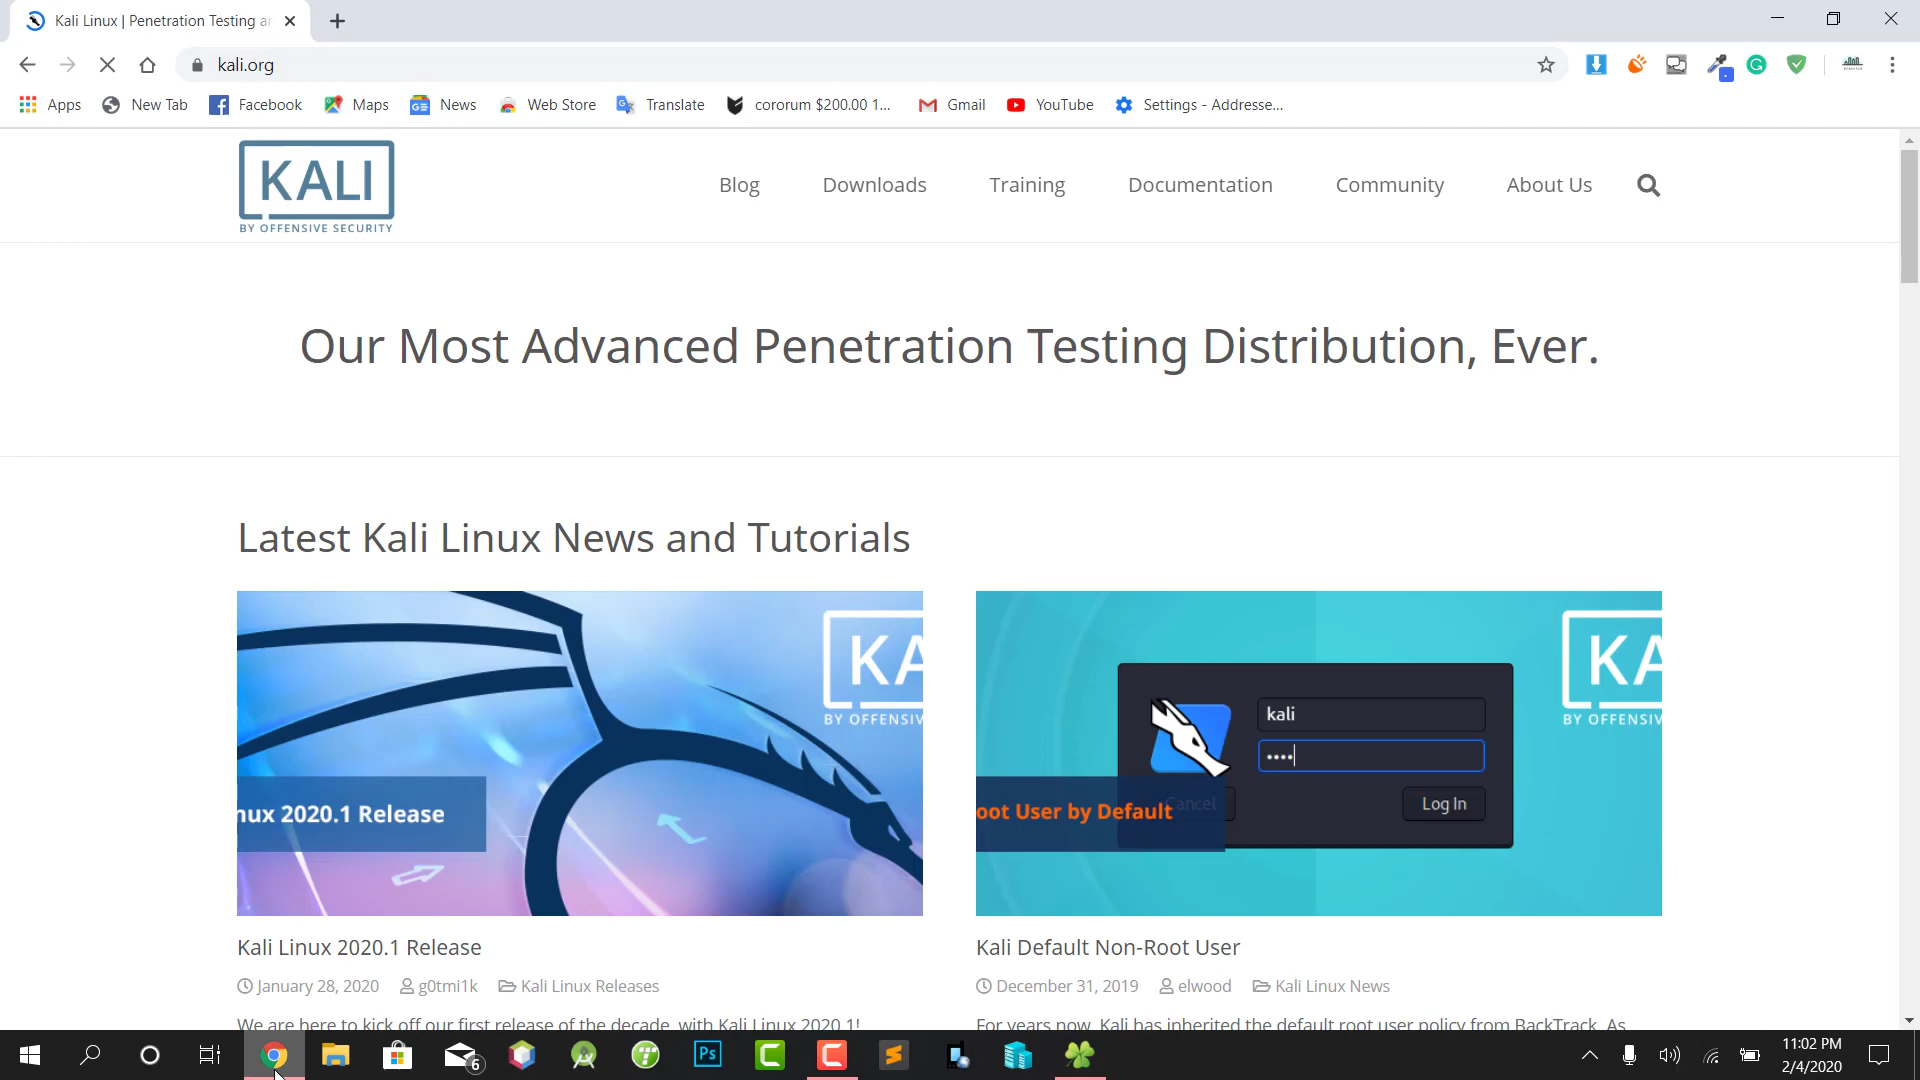 Kali Linux | Penetration Testing an
kali.org
Apps
New Tab
Facebook
Maps
News
Web Store
Translate
cororum $200.00 1...
Gmail
YouTube
Settings - Addresse...
KALI
BY OFFENSIVE SECURITY
Blog
Downloads
Training
Documentation
Community
About Us
Our Most Advanced Penetration Testing Distribution, Ever.
Latest Kali Linux News and Tutorials
KA
BY OFFENSIV
nux 2020.1 Release
KA
BY OFFENSIV
kali
Cancel
Log In
oot User by Default
Kali Linux 2020.1 Release
January 28, 2020 g0tmi1k Kali Linux Releases
We are here to kick off our first release of the decade, with Kali Linux 2020.1!
Kali Default Non-Root User
December 31, 2019 elwood Kali Linux News
For years now, Kali has inherited the default root user policy from BackTrack. As
6
Ps
11:02 PM
2/4/2020